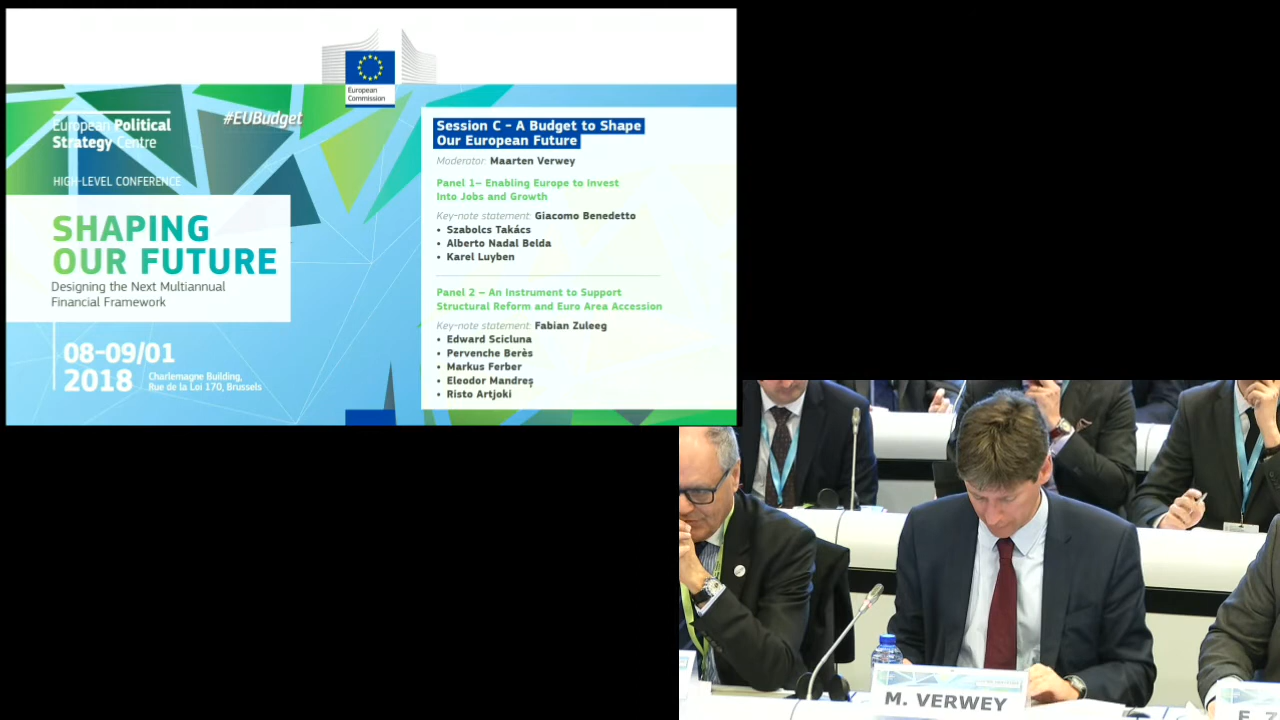 European
Commission
European Political
Strategy Centre
#EUBudget
HIGH-LEVEL CONFERENCE
SHAPING
OUR FUTURE
Designing the Next Multiannual
Financial Framework
08-09/01
2018
Charlemagne Building,
Rue de la Loi 170, Brussels
Session C - A Budget to Shape
Our European Future
Moderator: Maarten Verwey
Panel 1– Enabling Europe to Invest
Into Jobs and Growth
Key-note statement: Giacomo Benedetto
• Szabolcs Takács
• Alberto Nadal Belda
• Karel Luyben
Panel 2 – An Instrument to Support
Structural Reform and Euro Area Accession
Key-note statement: Fabian Zuleeg
• Edward Scicluna
• Pervenche Berès
• Markus Ferber
• Eleodor Mandreș
• Risto Artjoki
M. VERWEY